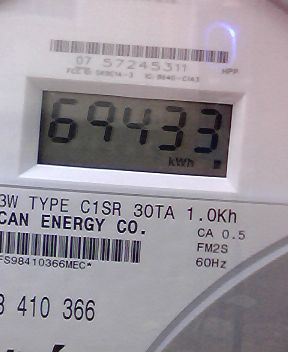 07 57245311
HPP
69433
kWh
3W TYPE C1SR 30TA 1.0Kh
CAN ENERGY CO.
CA 0.5
FM2S
FS98410366MEC*
60Hz
3 410 366